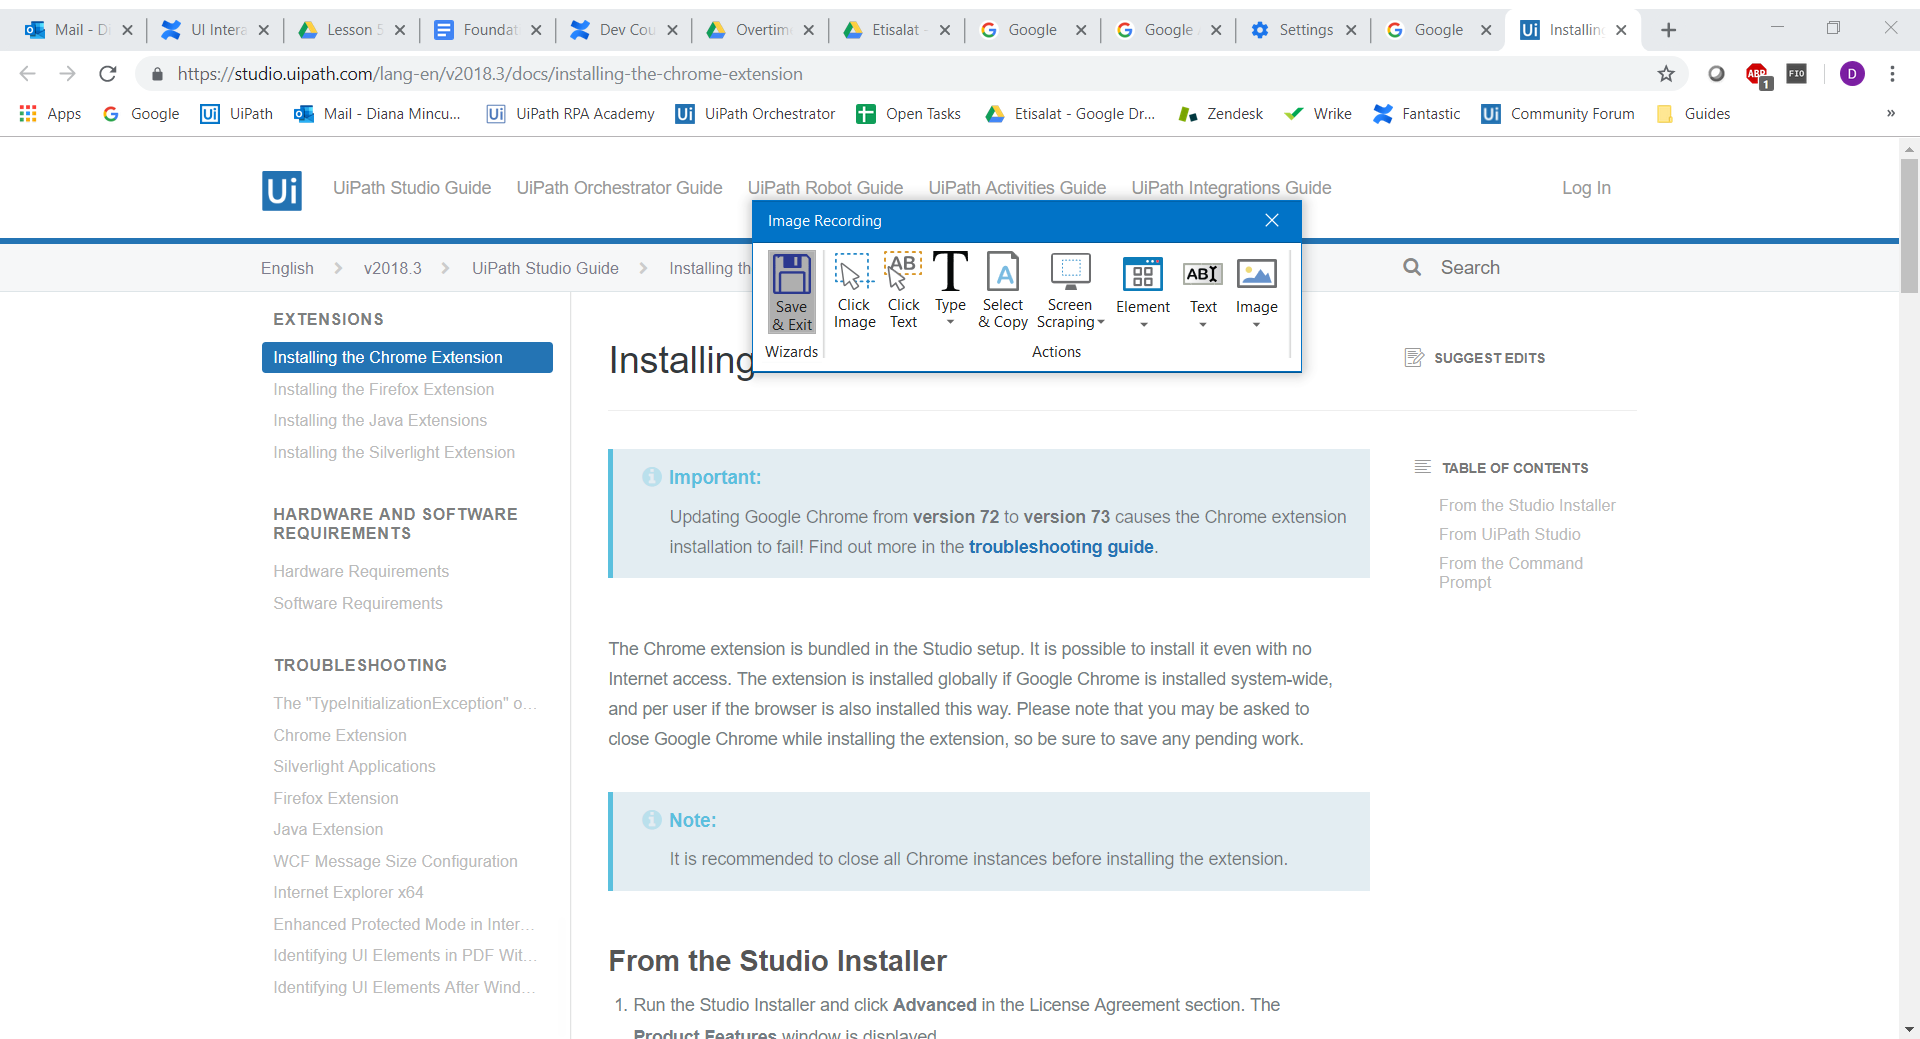 Mail - D
UI Intera
Lesson 5
Foundat
Dev Cou
Overtim
Etisalat -
Google
Google
Settings
Google
Installin
https://studio.uipath.com/lang-en/v2018.3/docs/installing-the-chrome-extension
ABP
1
FIO
D
Apps
Google
UiPath
Mail - Diana Mincu...
UiPath RPA Academy
UiPath Orchestrator
Open Tasks
Etisalat - Google Dr...
Zendesk
Wrike
Fantastic
Community Forum
Guides
»
Ui
UiPath Studio Guide
UiPath Orchestrator Guide
UiPath Robot Guide
UiPath Activities Guide
UiPath Integrations Guide
Log In
Image Recording
Save & Exit
Click Image
Click Text
Type
Select & Copy
Screen Scraping
Element
Text
Image
Wizards
Actions
English
v2018.3
UiPath Studio Guide
Installing th
Search
EXTENSIONS
Installing the Chrome Extension
Installing the Firefox Extension
Installing the Java Extensions
Installing the Silverlight Extension
HARDWARE AND SOFTWARE
REQUIREMENTS
Hardware Requirements
Software Requirements
TROUBLESHOOTING
The "TypeInitializationException" o...
Chrome Extension
Silverlight Applications
Firefox Extension
Java Extension
WCF Message Size Configuration
Internet Explorer x64
Enhanced Protected Mode in Inter...
Identifying UI Elements in PDF Wit...
Identifying UI Elements After Wind...
Installing
SUGGEST EDITS
Important:
Updating Google Chrome from version 72 to version 73 causes the Chrome extension
installation to fail! Find out more in the troubleshooting guide.
TABLE OF CONTENTS
From the Studio Installer
From UiPath Studio
From the Command
Prompt
The Chrome extension is bundled in the Studio setup. It is possible to install it even with no
Internet access. The extension is installed globally if Google Chrome is installed system-wide,
and per user if the browser is also installed this way. Please note that you may be asked to
close Google Chrome while installing the extension, so be sure to save any pending work.
Note:
It is recommended to close all Chrome instances before installing the extension.
From the Studio Installer
1. Run the Studio Installer and click Advanced in the License Agreement section. The
Product Features window is displayed